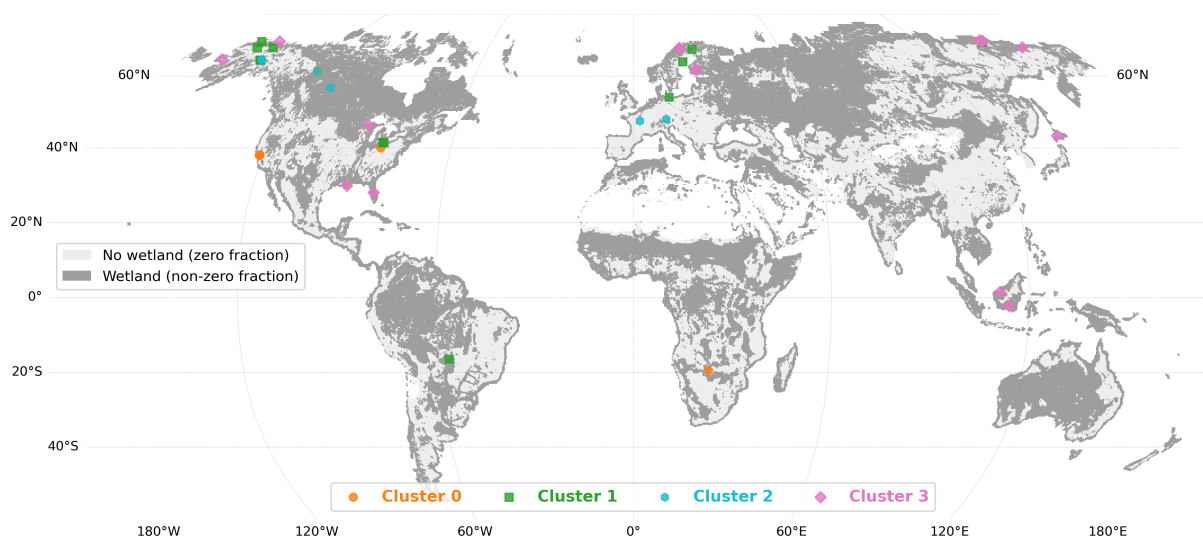 60°N
60°N
40°N
20°N
No wetland (zero fraction)
Wetland (non-zero fraction)
0°
20°S
40°S
Cluster 0 Cluster 1 Cluster 2 Cluster 3
180°W 120°W 60°W 0° 60°E 120°E 180°E